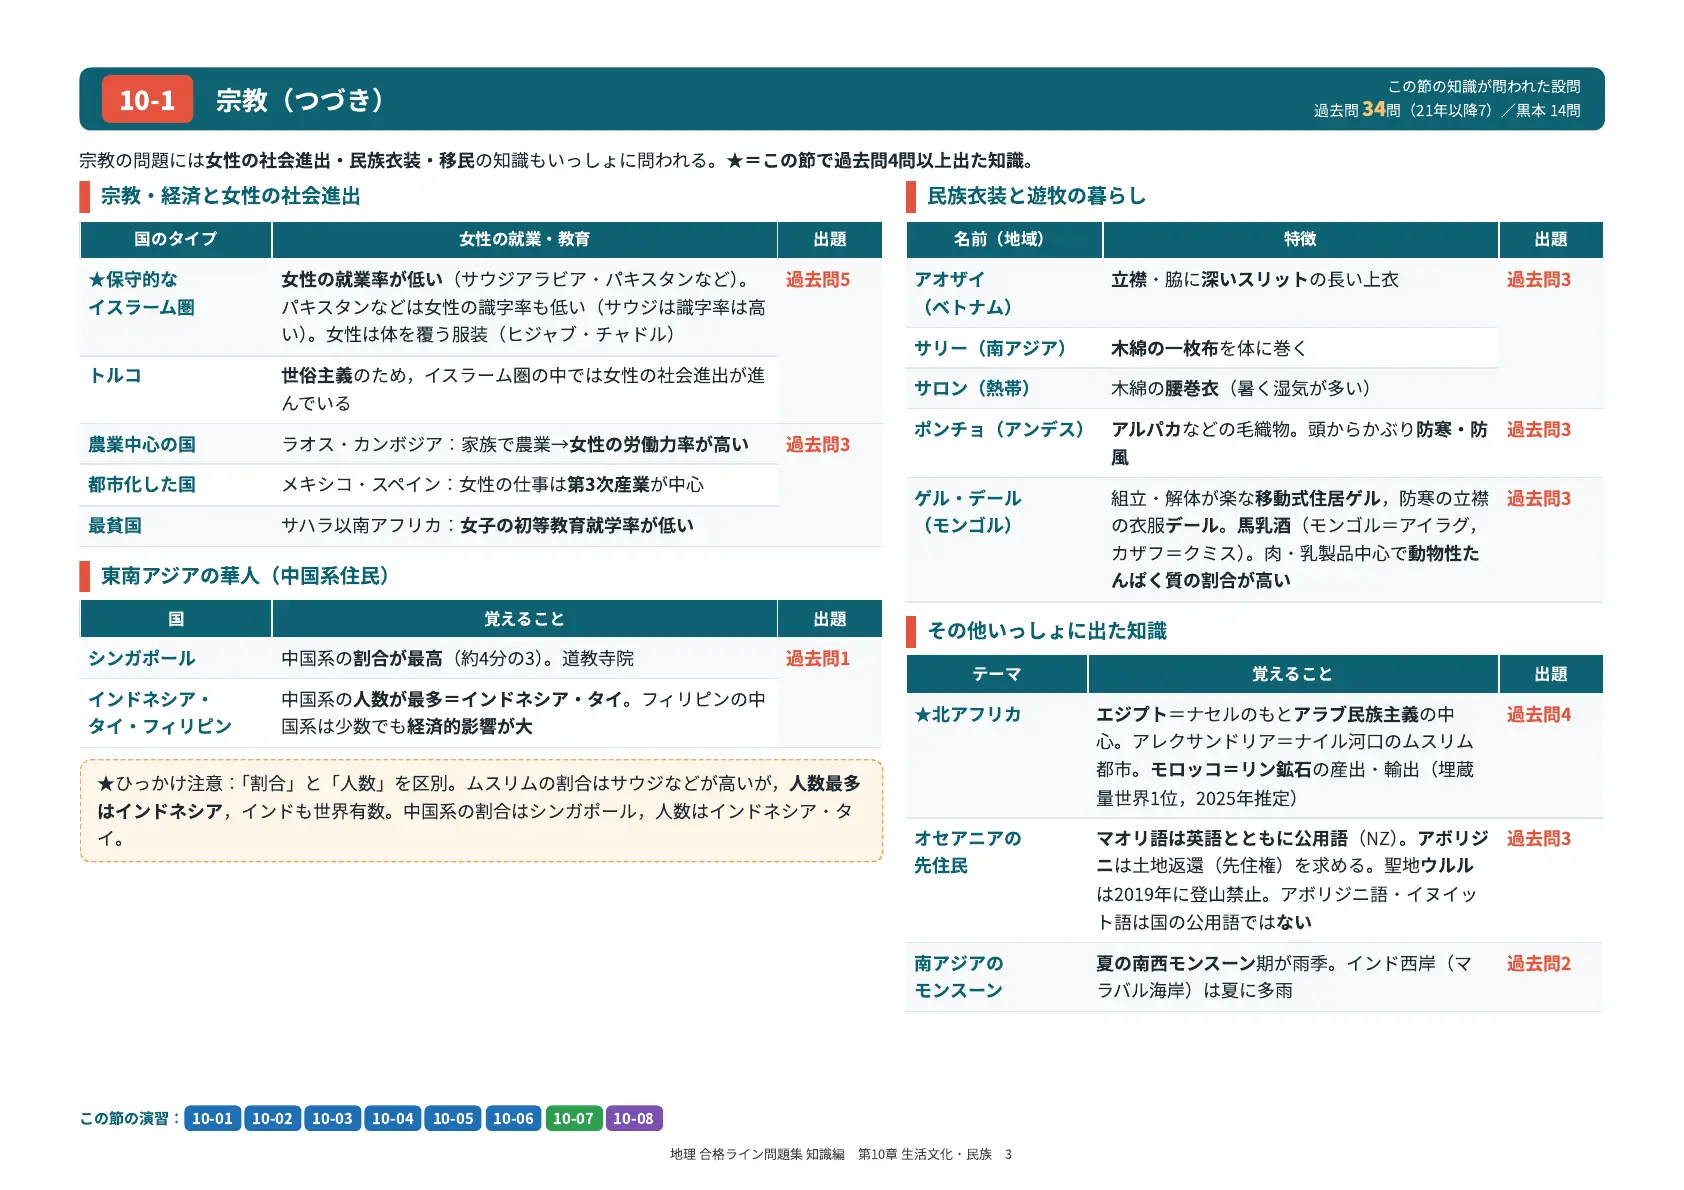 10-1 宗教（つづき）
この節の知識が問われた設問
過去問 34問（21年以降7）／黒本 14問
宗教の問題には女性の社会進出・民族衣装・移民の知識もいっしょに問われる。★＝この節で過去問4問以上出た知識。
宗教・経済と女性の社会進出
国のタイプ 女性の就業・教育 出題
★保守的な
イスラーム圏
女性の就業率が低い（サウジアラビア・パキスタンなど）。
パキスタンなどは女性の識字率も低い（サウジは識字率は高
い）。女性は体を覆う服装（ヒジャブ・チャドル）
過去問5
トルコ
世俗主義のため，イスラーム圏の中では女性の社会進出が進
んでいる
農業中心の国 ラオス・カンボジア：家族で農業→女性の労働力率が高い 過去問3
都市化した国 メキシコ・スペイン：女性の仕事は第3次産業が中心
最貧国 サハラ以南アフリカ：女子の初等教育就学率が低い
東南アジアの華人（中国系住民）
国 覚えること 出題
シンガポール 中国系の割合が最高（約4分の3）。道教寺院 過去問1
インドネシア・
タイ・フィリピン
中国系の人数が最多＝インドネシア・タイ。フィリピンの中
国系は少数でも経済的影響が大
★ひっかけ注意：「割合」と「人数」を区別。ムスリムの割合はサウジなどが高いが，人数最多
はインドネシア，インドも世界有数。中国系の割合はシンガポール，人数はインドネシア・タ
イ。
民族衣装と遊牧の暮らし
名前（地域） 特徴 出題
アオザイ
（ベトナム）
立襟・脇に深いスリットの長い上衣 過去問3
サリー（南アジア） 木綿の一枚布を体に巻く
サロン（熱帯） 木綿の腰巻衣（暑く湿気が多い）
ポンチョ（アンデス） アルパカなどの毛織物。頭からかぶり防寒・防
風
過去問3
ゲル・デール
（モンゴル）
組立・解体が楽な移動式住居ゲル，防寒の立襟
の衣服デール。馬乳酒（モンゴル＝アイラグ，
カザフ＝クミス）。肉・乳製品中心で動物性た
んぱく質の割合が高い
過去問3
その他いっしょに出た知識
テーマ 覚えること 出題
★北アフリカ
エジプト＝ナセルのもとアラブ民族主義の中
心。アレクサンドリア＝ナイル河口のムスリム
都市。モロッコ＝リン鉱石の産出・輸出（埋蔵
量世界1位，2025年推定）
過去問4
オセアニアの
先住民
マオリ語は英語とともに公用語（NZ）。アボリジ
ニは土地返還（先住権）を求める。聖地ウルル
は2019年に登山禁止。アボリジニ語・イヌイッ
ト語は国の公用語ではない
過去問3
南アジアの
モンスーン
夏の南西モンスーン期が雨季。インド西岸（マ
ラバル海岸）は夏に多雨
過去問2
この節の演習： 10-01 10-02 10-03 10-04 10-05 10-06 10-07 10-08
地理 合格ライン問題集 知識編　第10章 生活文化・民族　3